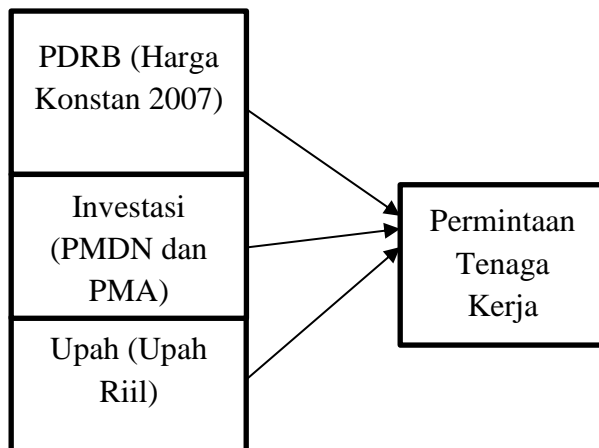 PDRB (Harga
Konstan 2007)
Investasi
(PMDN dan
PMA)
Upah (Upah
Riil)
Permintaan
Tenaga
Kerja